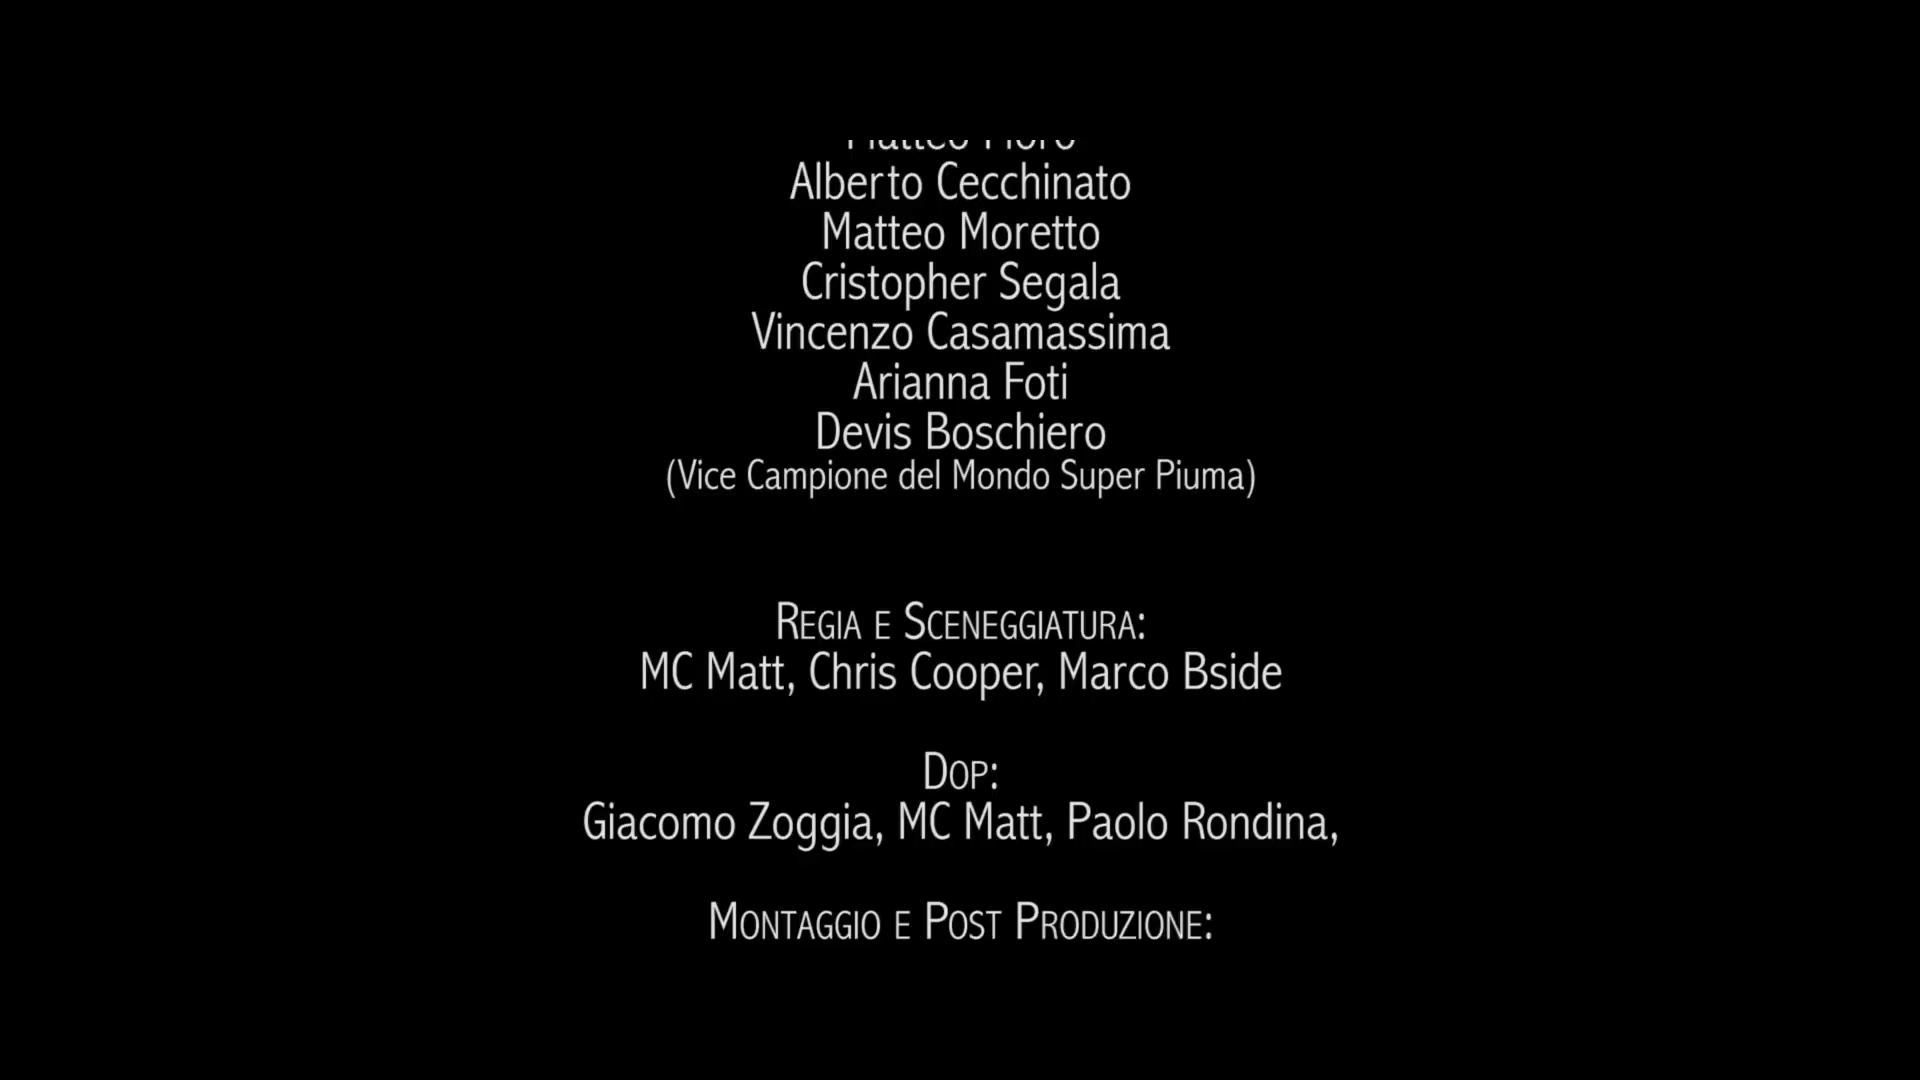 Matteo
Alberto Cecchinato
Matteo Moretto
Cristopher Segala
Vincenzo Casamassima
Arianna Foti
Devis Boschiero
(Vice Campione del Mondo Super Piuma)
Regia e Sceneggiatura:
MC Matt, Chris Cooper, Marco Bside
Dop:
Giacomo Zoggia, MC Matt, Paolo Rondina,
Montaggio e Post Produzione: